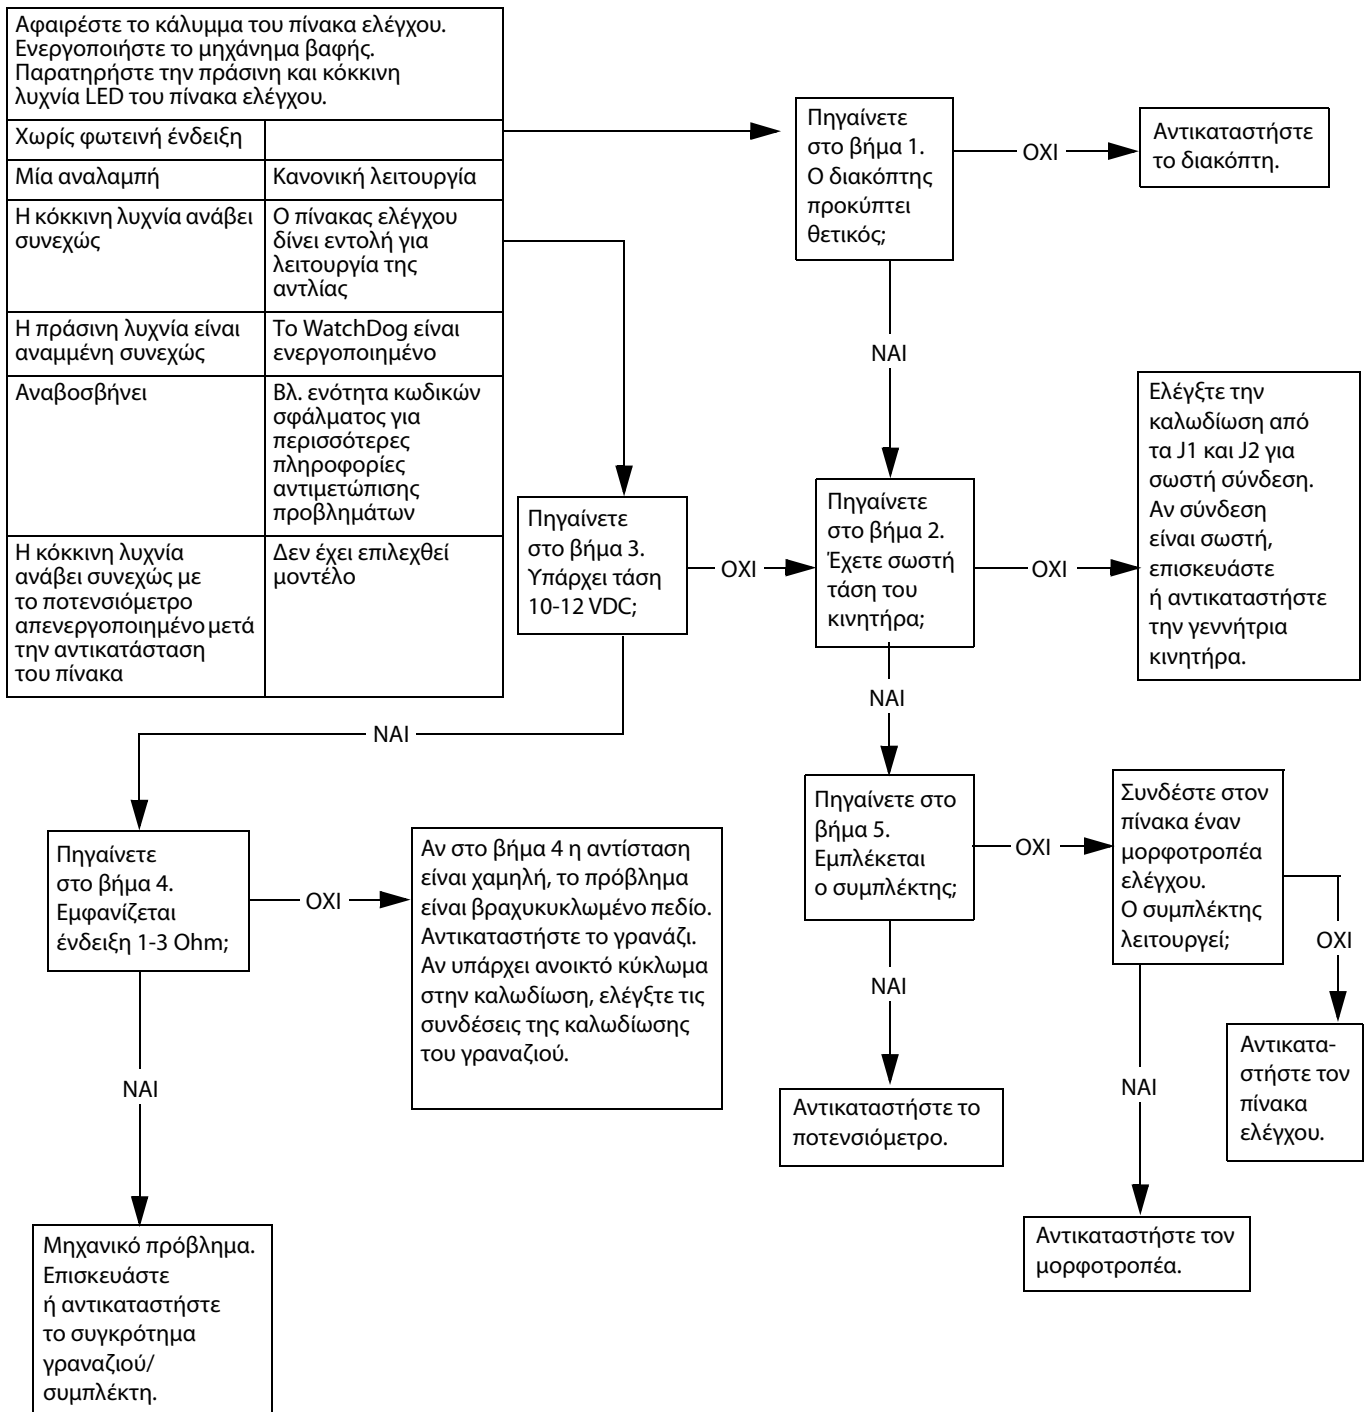 Αφαιρέστε το κάλυμμα του πίνακα ελέγχου.
Ενεργοποιήστε το μηχάνημα βαφής.
Παρατηρήστε την πράσινη και κόκκινη
λυχνία LED του πίνακα ελέγχου.
Χωρίς φωτεινή ένδειξη
Μία αναλαμπή
Κανονική λειτουργία
Η κόκκινη λυχνία ανάβει
συνεχώς
Ο πίνακας ελέγχου
δίνει εντολή για
λειτουργία της
αντλίας
Η πράσινη λυχνία είναι
αναμμένη συνεχώς
Το WatchDog είναι
ενεργοποιημένο
Αναβοσβήνει
Βλ. ενότητα κωδικών
σφάλματος για
περισσότερες
πληροφορίες
αντιμετώπισης
προβλημάτων
Η κόκκινη λυχνία
ανάβει συνεχώς με
το ποτενσιόμετρο
απενεργοποιημένο μετά
την αντικατάσταση
του πίνακα
Δεν έχει επιλεχθεί
μοντέλο
Πηγαίνετε
στο βήμα 1.
Ο διακόπτης
προκύπτει
θετικός;
ΟΧΙ
Αντικαταστήστε
το διακόπτη.
ΝΑΙ
Πηγαίνετε
στο βήμα 3.
Υπάρχει τάση
10-12 VDC;
ΟΧΙ
Πηγαίνετε
στο βήμα 2.
Έχετε σωστή
τάση του
κινητήρα;
ΟΧΙ
Ελέγξτε την
καλωδίωση από
τα J1 και J2 για
σωστή σύνδεση.
Αν σύνδεση
είναι σωστή,
επισκευάστε
ή αντικαταστήστε
την γεννήτρια
κινητήρα.
ΝΑΙ
ΝΑΙ
Πηγαίνετε
στο βήμα 4.
Εμφανίζεται
ένδειξη 1-3 Ohm;
ΟΧΙ
Αν στο βήμα 4 η αντίσταση
είναι χαμηλή, το πρόβλημα
είναι βραχυκυκλωμένο πεδίο.
Αντικαταστήστε το γρανάζι.
Αν υπάρχει ανοικτό κύκλωμα
στην καλωδίωση, ελέγξτε τις
συνδέσεις της καλωδίωσης
του γραναζιού.
Πηγαίνετε στο
βήμα 5.
Εμπλέκεται
ο συμπλέκτης;
ΟΧΙ
Συνδέστε στον
πίνακα έναν
μορφοτροπέα
ελέγχου.
Ο συμπλέκτης
λειτουργεί;
ΟΧΙ
ΝΑΙ
Αντικατα-
στήστε τον
πίνακα
ελέγχου.
ΝΑΙ
ΝΑΙ
Αντικαταστήστε το
ποτενσιόμετρο.
Αντικαταστήστε τον
μορφοτροπέα.
Μηχανικό πρόβλημα.
Επισκευάστε
ή αντικαταστήστε
το συγκρότημα
γραναζιού/
συμπλέκτη.